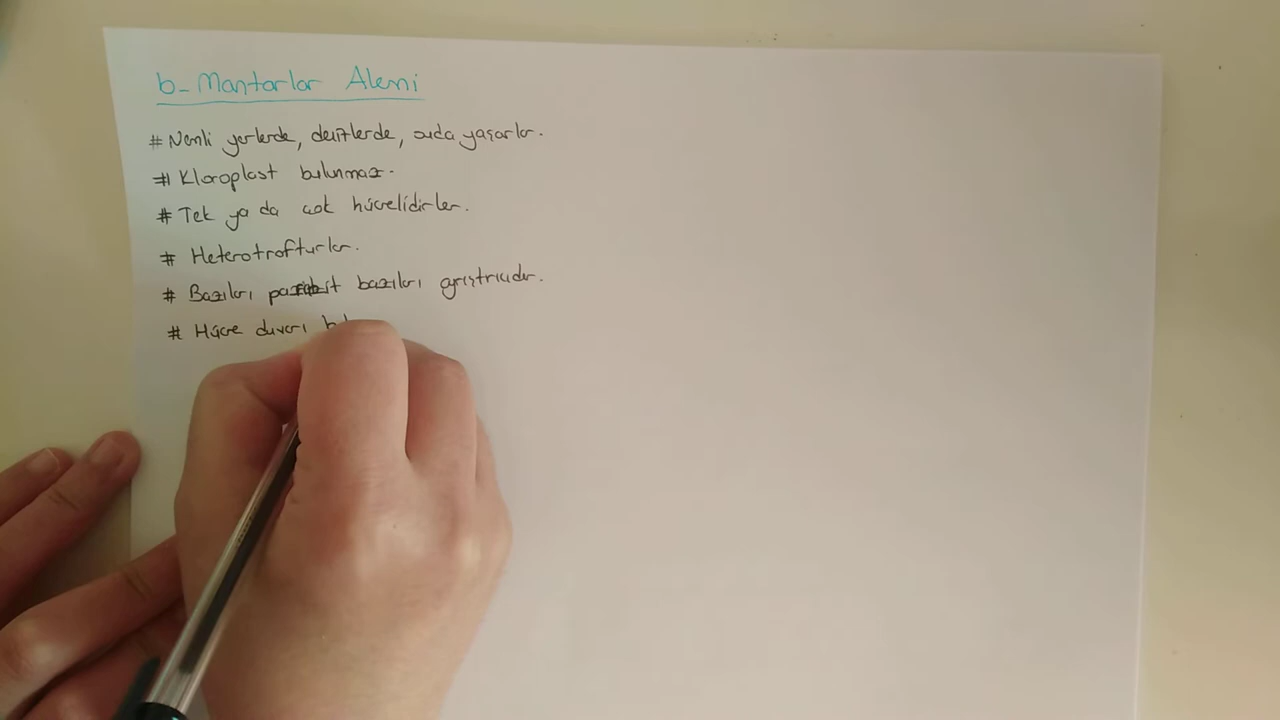 b- Mantarlar Alemi
# Nemli yerlerde, denizlerde, suda yaşarlar.
# Kloroplast bulunmaz.
# Tek ya da çok hücrelidirler.
# Heterotrofturlar.
# Bazıları parazit bazıları ayrıştırıcıdır.
# Hücre duvarı